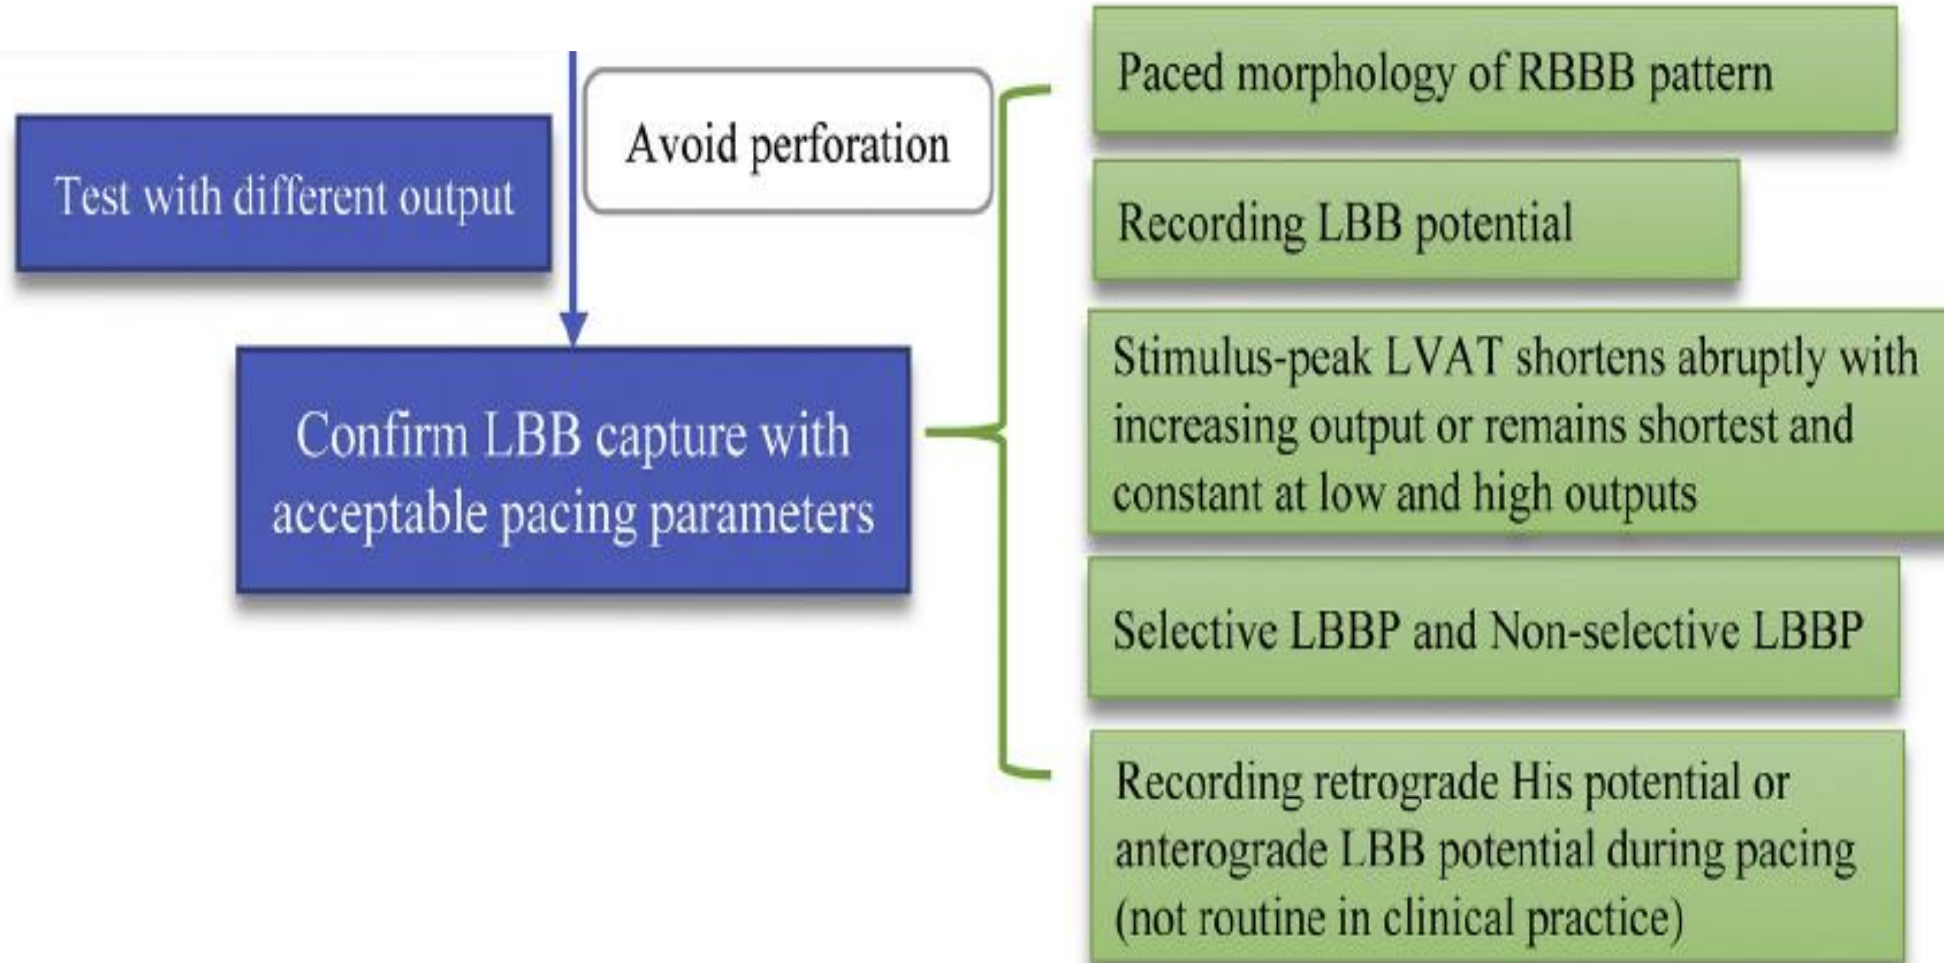 Test with different output
Avoid perforation
Confirm LBB capture with
acceptable pacing parameters
Paced morphology of RBBB pattern
Recording LBB potential
Stimulus-peak LVAT shortens abruptly with
increasing output or remains shortest and
constant at low and high outputs
Selective LBBP and Non-selective LBBP
Recording retrograde His potential or
anterograde LBB potential during pacing
(not routine in clinical practice)